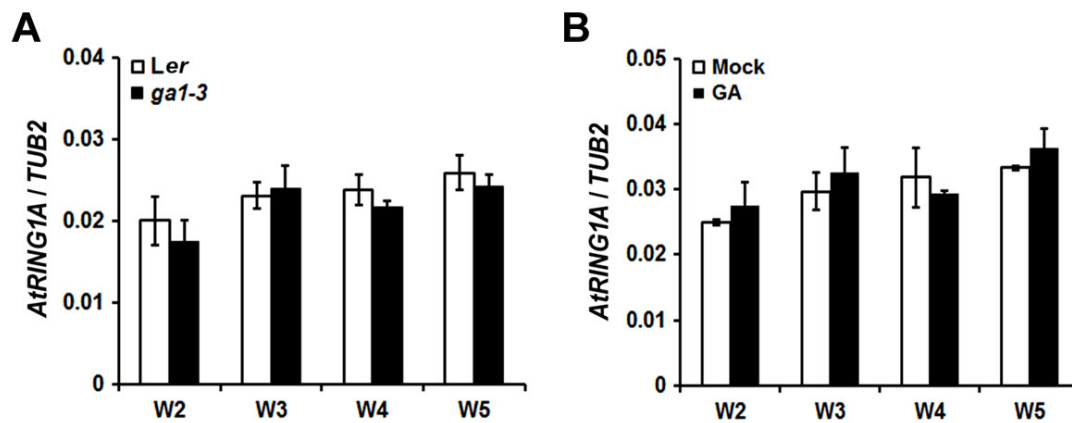 A
AtRING1A / TUB2
0.04
0.03
0.02
0.01
0
Ler
ga1-3
W2 W3 W4 W5
B
AtRING1A / TUB2
0.05
0.04
0.03
0.02
0.01
0
Mock
GA
W2 W3 W4 W5